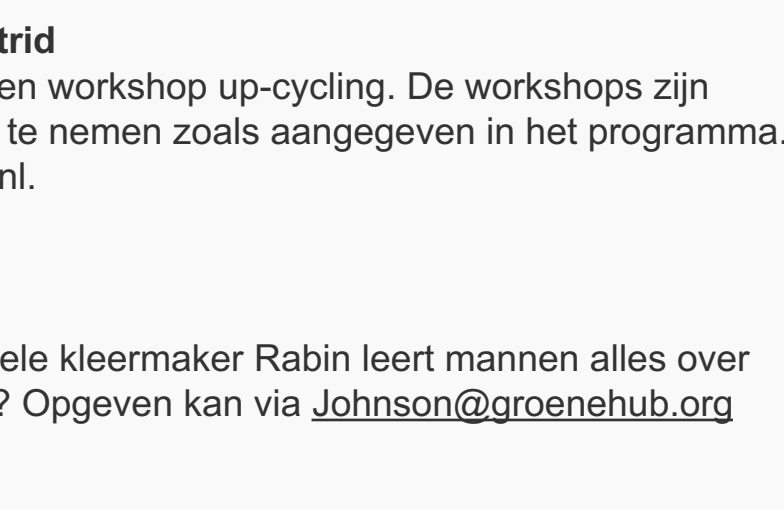 trid
en workshop up-cycling. De workshops zijn
te nemen zoals aangegeven in het programma.
nl.
ele kleermaker Rabin leert mannen alles over
? Opgeven kan via Johnson@groenehub.org